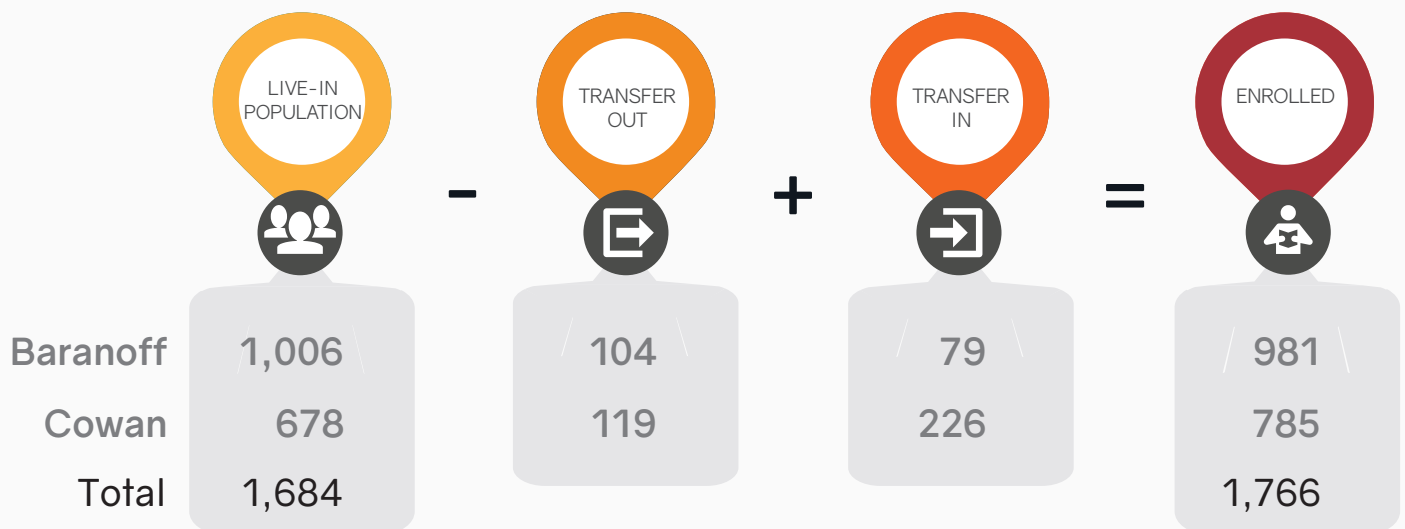 LIVE-IN
POPULATION
TRANSFER
OUT
TRANSFER
IN
ENROLLED
- + =
Baranoff 1,006 104 79 981
Cowan 678 119 226 785
Total 1,684 1,766